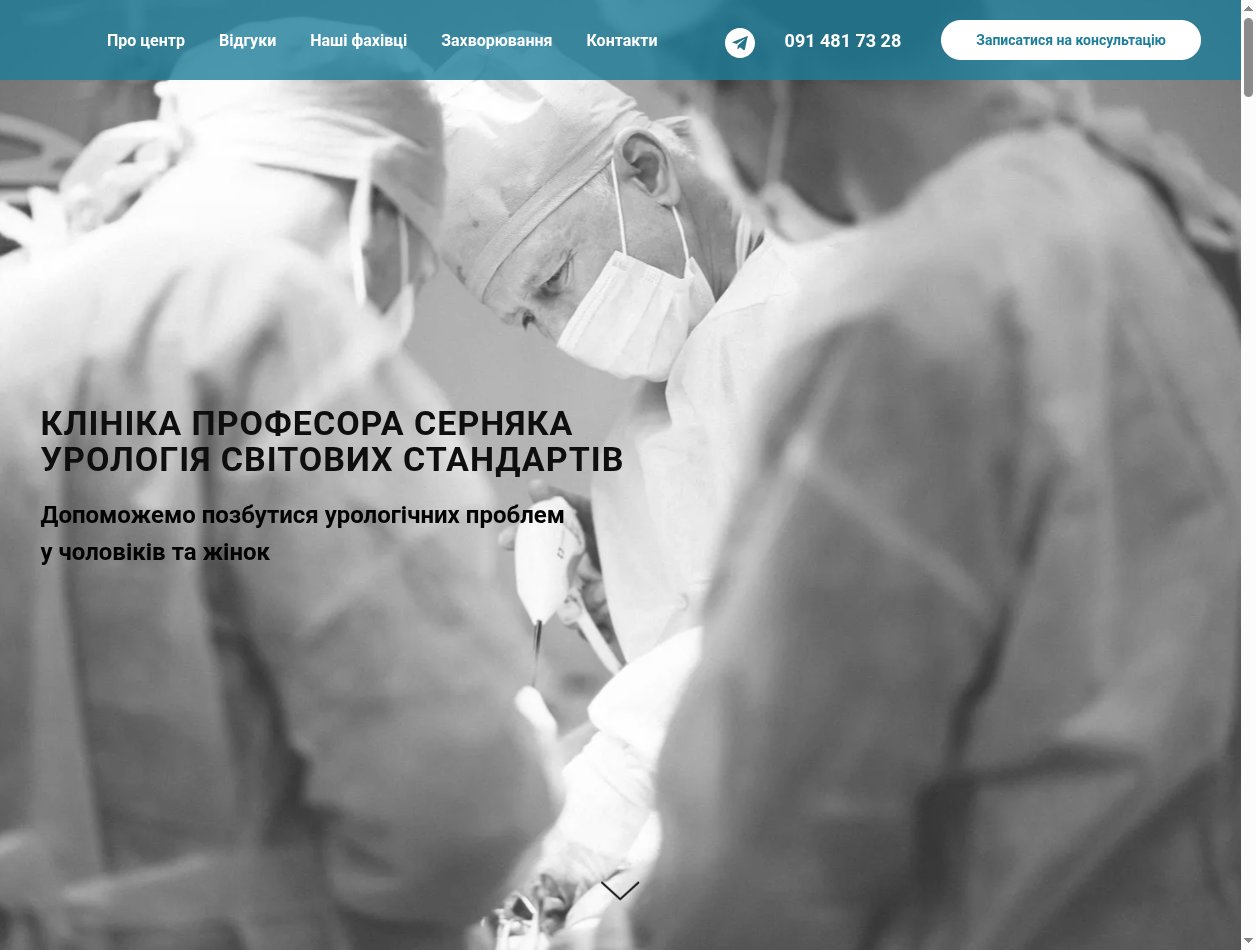 Про центр
Відгуки
Наші фахівці
Захворювання
Контакти
091 481 73 28
Записатися на консультацію
КЛІНІКА ПРОФЕСОРА СЕРНЯКА
УРОЛОГІЯ СВІТОВИХ СТАНДАРТІВ
Допоможемо позбутися урологічних проблем
у чоловіків та жінок